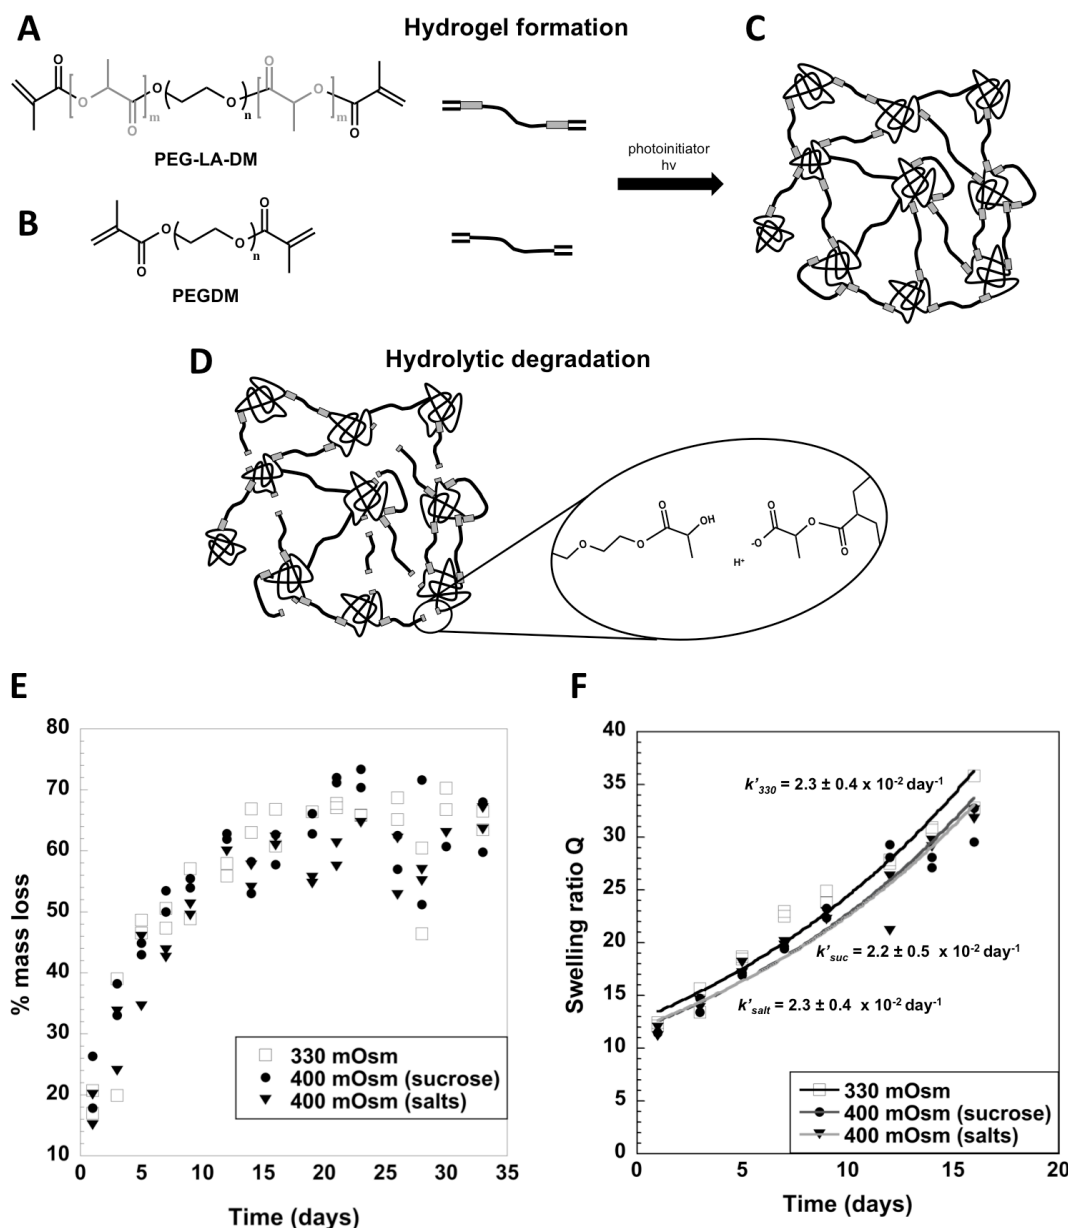 A
Hydrogel formation
C
O
O
O
O
O
O
O
O
m
n
m
PEG-LA-DM
photoinitiator
hν
B
O
O
O
O
n
PEGDM
D
Hydrolytic degradation
O
O
O
OH
O
-O
H+
O
O
E
F
% mass loss
80
70
60
50
40
30
20
10
330 mOsm
400 mOsm (sucrose)
400 mOsm (salts)
0
5
10
15
20
25
30
35
Time (days)
Swelling ratio Q
40
35
30
25
20
15
10
5
0
k'330 = 2.3 ± 0.4 x 10-2 day-1
k'suc = 2.2 ± 0.5 x 10-2 day-1
k'salt = 2.3 ± 0.4 x 10-2 day-1
330 mOsm
400 mOsm (sucrose)
400 mOsm (salts)
0
5
10
15
20
Time (days)